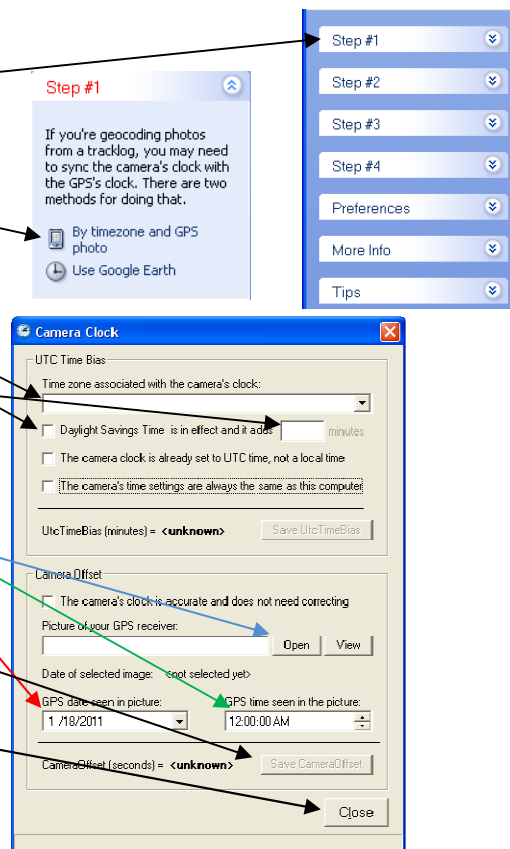 Step #1
Step #2
Step #3
Step #4
Preferences
More Info
Tips
Step #1
If you're geocoding photos
from a tracklog, you may need
to sync the camera's clock with
the GPS's clock. There are two
methods for doing that.
By timezone and GPS
photo
Use Google Earth
Camera Clock
UTC Time Bias
Time zone associated with the camera's clock:
Daylight Savings Time is in effect and it adds minutes
The camera clock is already set to UTC time, not a local time
The camera's time settings are always the same as this computer
UtcTimeBias (minutes) = <unknown> Save UtcTimeBias
Camera Offset
The camera's clock is accurate and does not need correcting
Picture of your GPS receiver:
Open View
Date of selected image: <not selected yet>
GPS date seen in picture: GPS time seen in the picture:
1 /18/2011 12:00:00 AM
CameraOffset (seconds) = <unknown> Save CameraOffset
Close